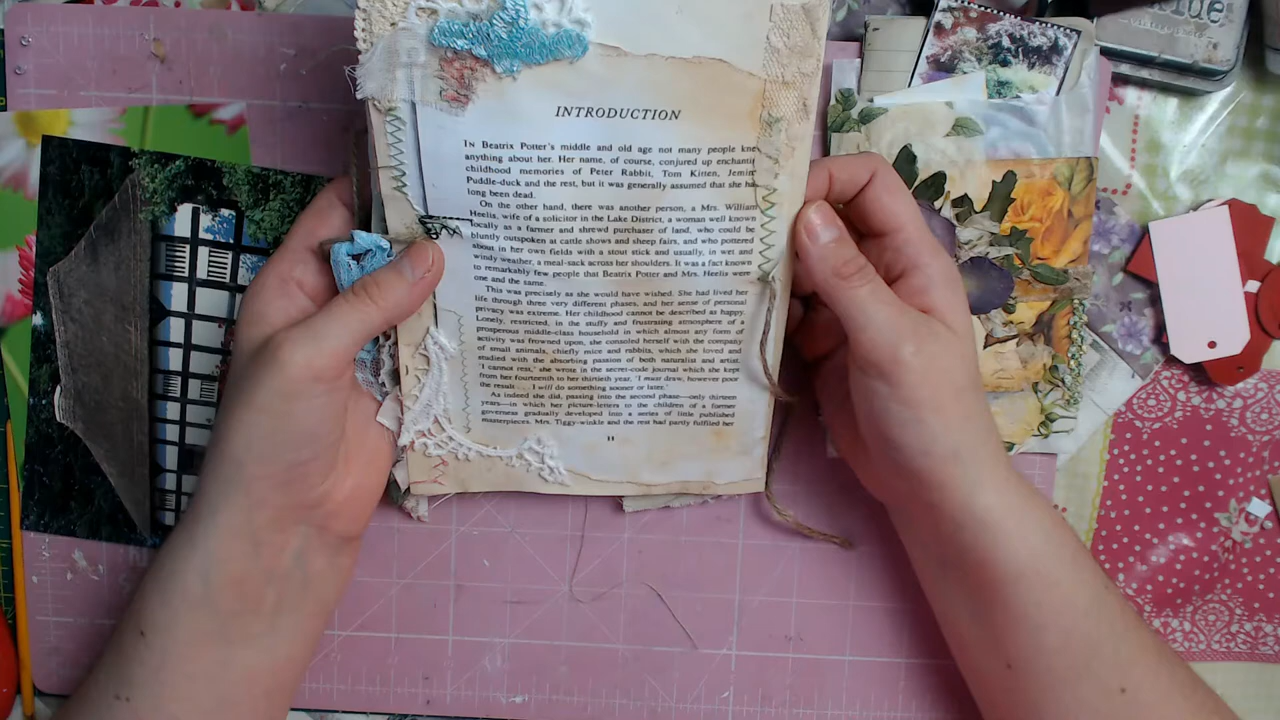 INTRODUCTION
IN Beatrix Potter's middle and old age not many people kne
anything about her. Her name, of course, conjured up enchanti
childhood memories of Peter Rabbit, Tom Kitten, Jemim
Puddle-duck and the rest, but it was generally assumed that she ha
long been dead.
On the other hand, there was another person, a Mrs. William
Heelis, wife of a solicitor in the Lake District, a woman well known
locally as a farmer and shrewd purchaser of land, who could be
bluntly outspoken at cattle shows and sheep fairs, and who pottered
about in her own fields with a stout stick and usually, in wet and
windy weather, a meal-sack across her shoulders. It was a fact known
to remarkably few people that Beatrix Potter and Mrs. Heelis were
one and the same.
This was precisely as she would have wished. She had lived her
life through three very different phases, and her sense of personal
privacy was extreme. Her childhood cannot be described as happy.
Lonely, restricted, in the stuffy and frustrating atmosphere of a
prosperous middle-class household in which almost any form of
activity was frowned upon, she consoled herself with the company
of small animals, chiefly mice and rabbits, which she loved and
studied with the absorbing passion of both naturalist and artist.
'I cannot rest,' she wrote in the secret-code journal which she kept
from her fourteenth to her thirtieth year, 'I must draw, however poor
the result . . . I will do something sooner or later.'
As indeed she did, passing into the second phase—only thirteen
years—in which her picture-letters to the children of a former
governess gradually developed into a series of little published
masterpieces. Mrs. Tiggy-winkle and the rest had partly fulfilled her
11